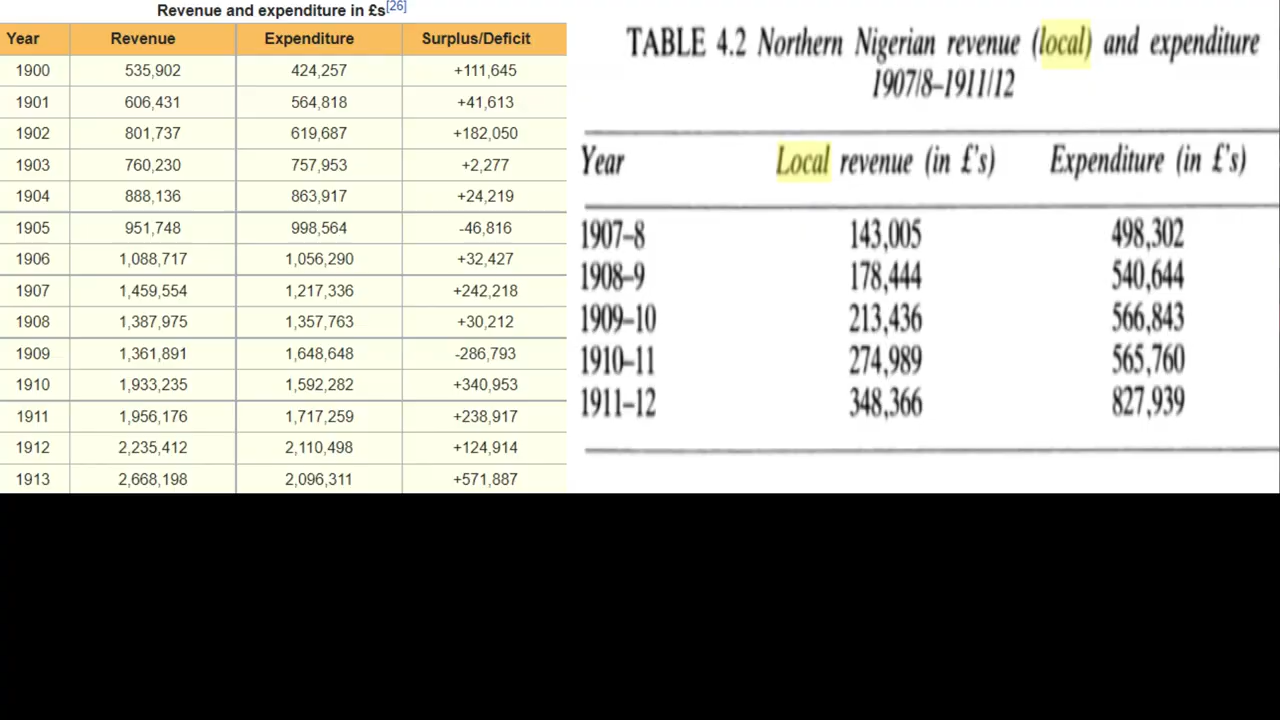 Revenue and expenditure in £s[26]
Year Revenue Expenditure Surplus/Deficit
1900 535,902 424,257 +111,645
1901 606,431 564,818 +41,613
1902 801,737 619,687 +182,050
1903 760,230 757,953 +2,277
1904 888,136 863,917 +24,219
1905 951,748 998,564 -46,816
1906 1,088,717 1,056,290 +32,427
1907 1,459,554 1,217,336 +242,218
1908 1,387,975 1,357,763 +30,212
1909 1,361,891 1,648,648 -286,793
1910 1,933,235 1,592,282 +340,953
1911 1,956,176 1,717,259 +238,917
1912 2,235,412 2,110,498 +124,914
1913 2,668,198 2,096,311 +571,887
TABLE 4.2 Northern Nigerian revenue (local) and expenditure
1907/8–1911/12
Year Local revenue (in £'s) Expenditure (in £'s)
1907–8 143,005 498,302
1908–9 178,444 540,644
1909–10 213,436 566,843
1910–11 274,989 565,760
1911–12 348,366 827,939